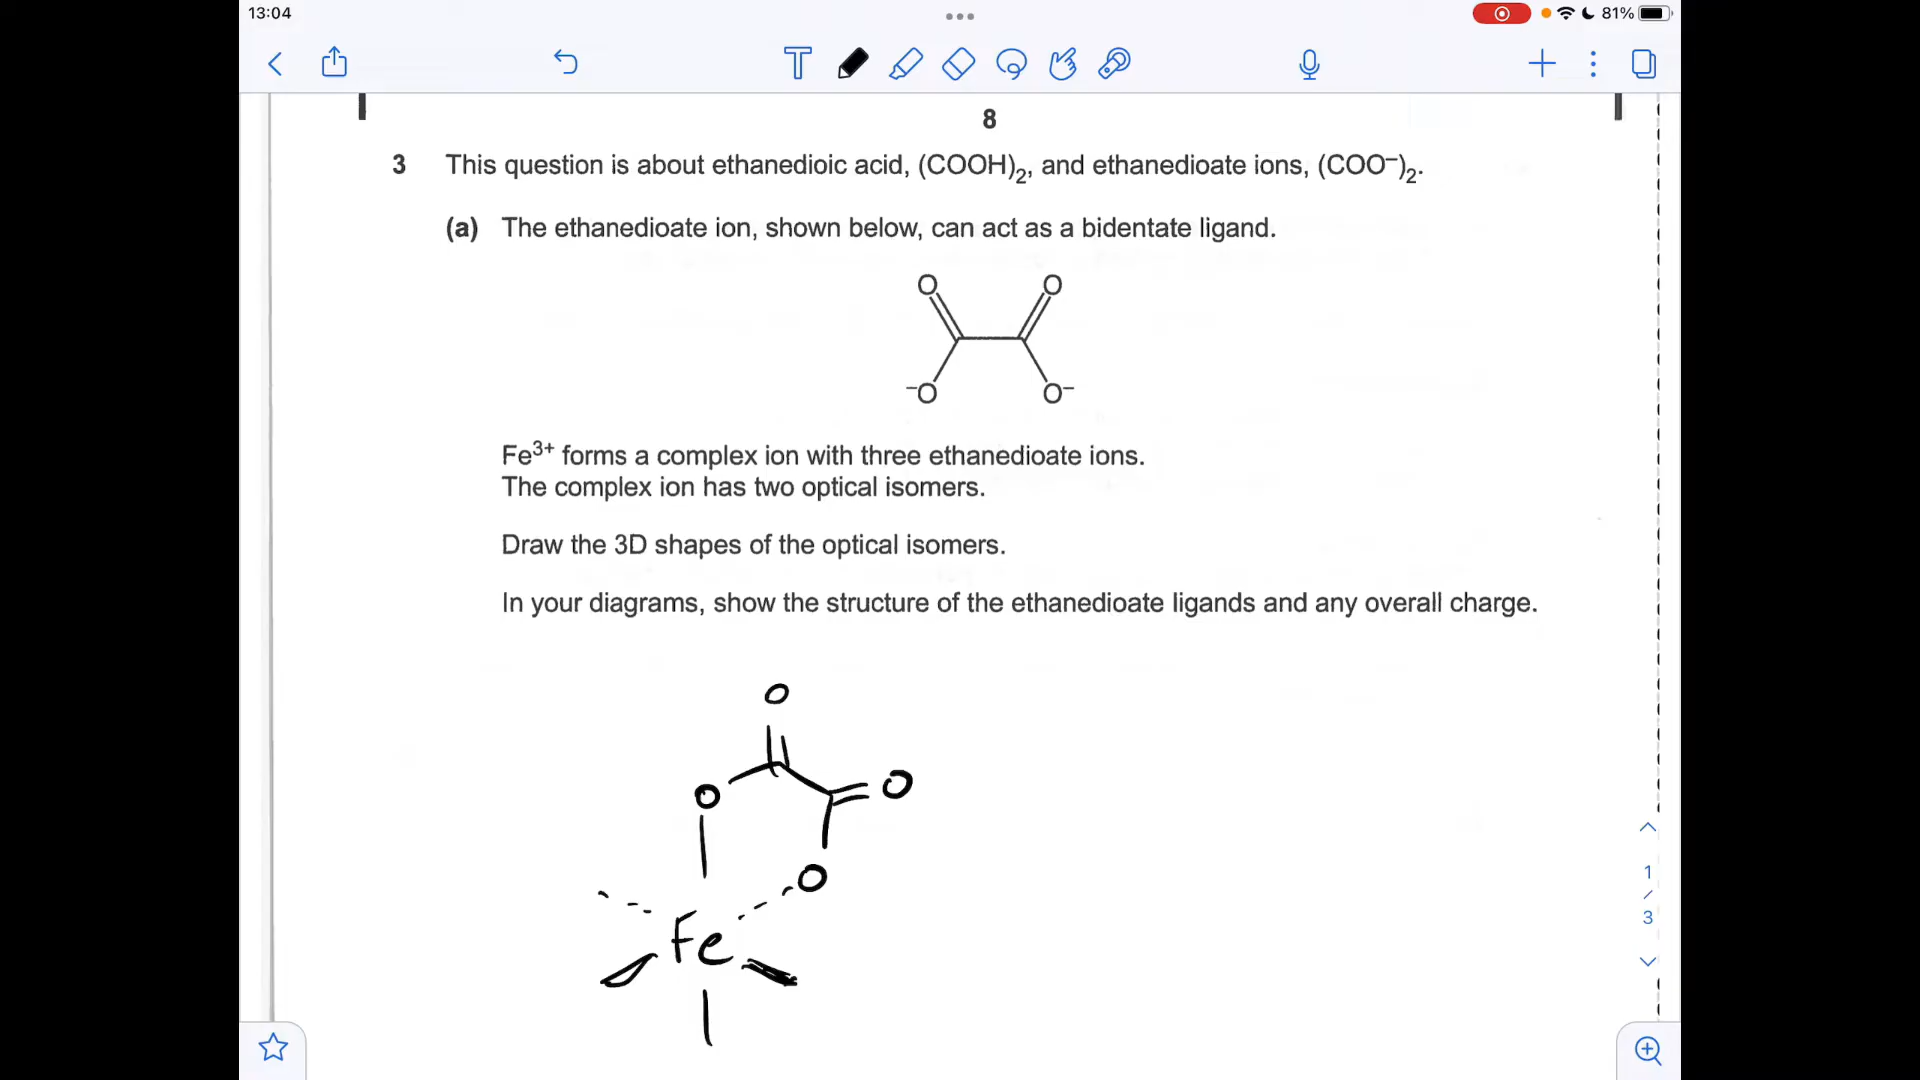 13:04
81%
T
8
3 This question is about ethanedioic acid, (COOH)₂, and ethanedioate ions, (COO⁻)₂.
(a) The ethanedioate ion, shown below, can act as a bidentate ligand.
O O
⁻O O⁻
Fe³⁺ forms a complex ion with three ethanedioate ions.
The complex ion has two optical isomers.
Draw the 3D shapes of the optical isomers.
In your diagrams, show the structure of the ethanedioate ligands and any overall charge.
O
O O
O
Fe
1
/
3